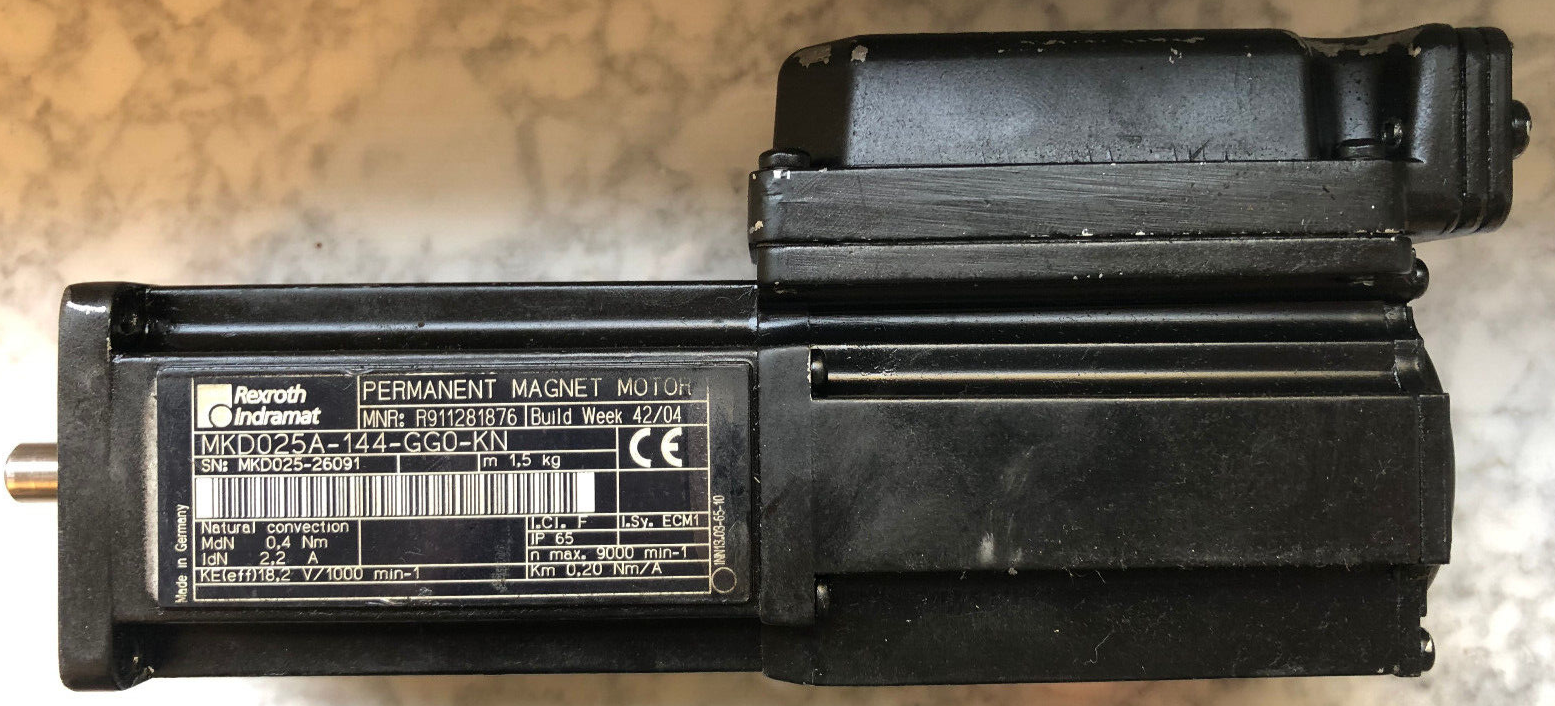 Rexroth
Indramat
PERMANENT MAGNET MOTOR
MNR: R911281876 Build Week 42/04
MKD025A-144-GG0-KN
CE
SN: MKD025-26091 m 1,5 kg
Natural convection I.Cl. F I.Sy. ECM1
MdN 0,4 Nm IP 65
IdN 2,2 A n max. 9000 min-1
KE(eff)18,2 V/1000 min-1 Km 0,20 Nm/A
Made in Germany
INN13.03-65-10